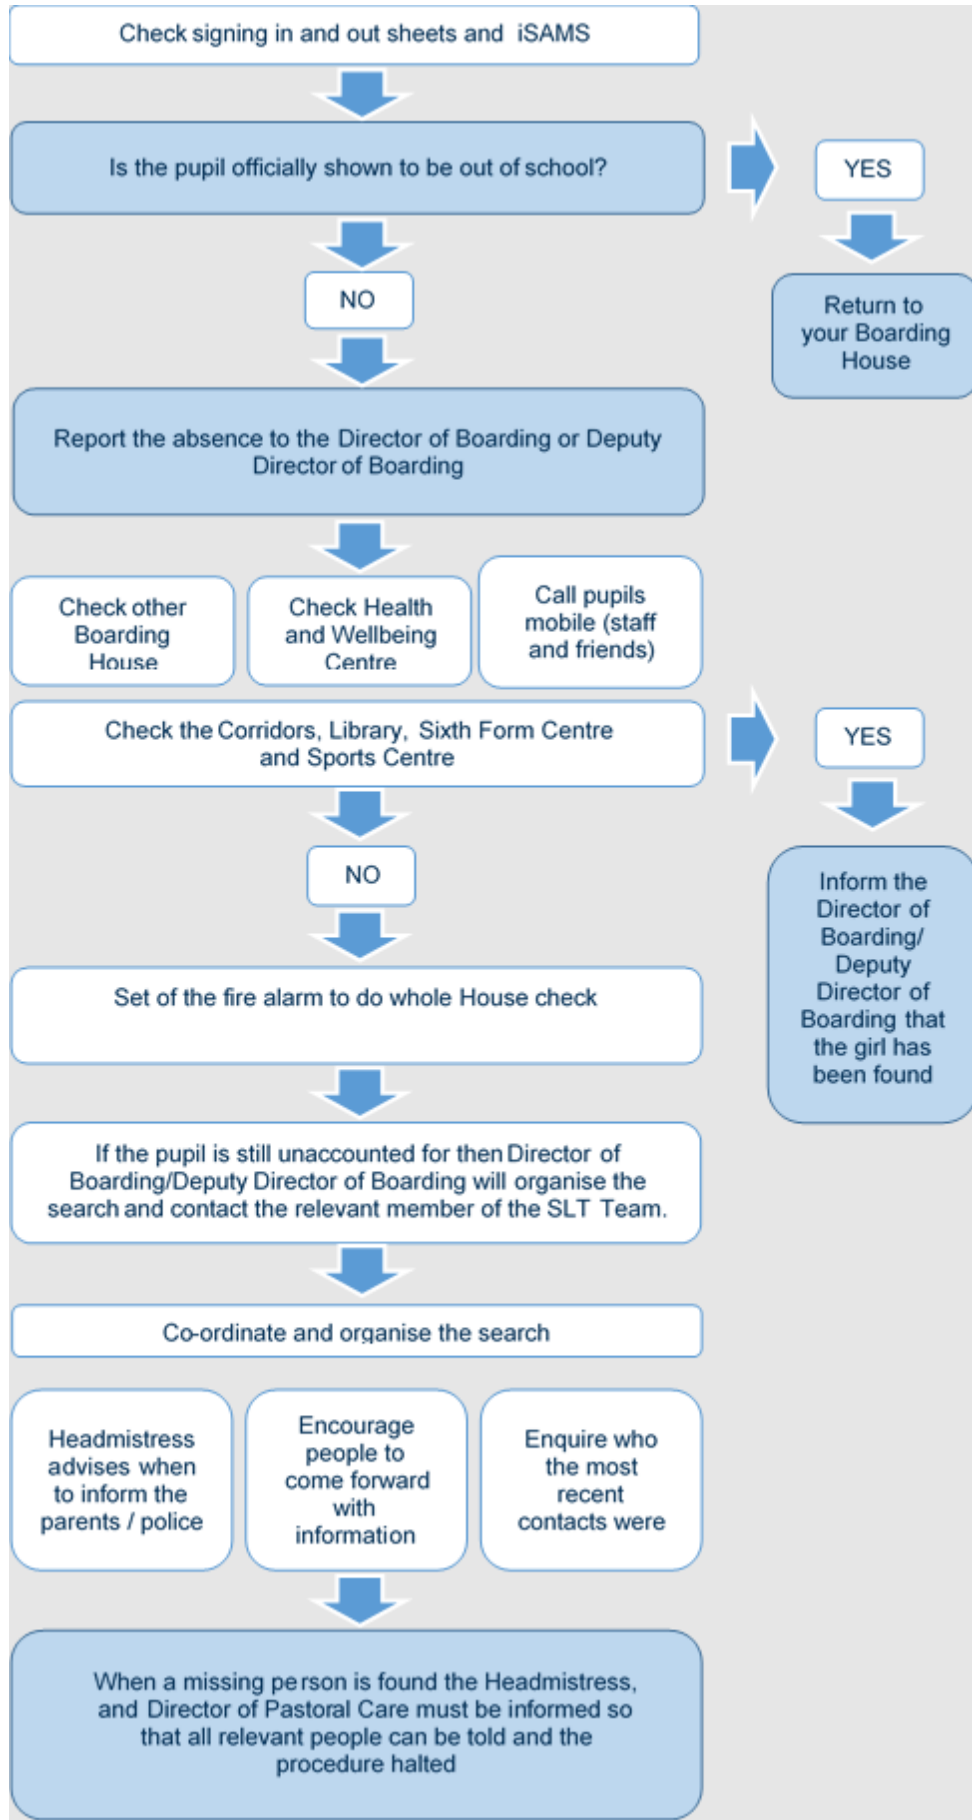 Check signing in and out sheets and iSAMS
Is the pupil officially shown to be out of school?
YES
NO
Return to
your Boarding
House
Report the absence to the Director of Boarding or Deputy
Director of Boarding
Check other
Boarding
House
Check Health
and Wellbeing
Centre
Call pupils
mobile (staff
and friends)
Check the Corridors, Library, Sixth Form Centre
and Sports Centre
YES
NO
Inform the
Director of
Boarding/
Deputy
Director of
Boarding that
the girl has
been found
Set of the fire alarm to do whole House check
If the pupil is still unaccounted for then Director of
Boarding/Deputy Director of Boarding will organise the
search and contact the relevant member of the SLT Team.
Co-ordinate and organise the search
Headmistress
advises when
to inform the
parents / police
Encourage
people to
come forward
with
information
Enquire who
the most
recent
contacts were
When a missing person is found the Headmistress,
and Director of Pastoral Care must be informed so
that all relevant people can be told and the
procedure halted